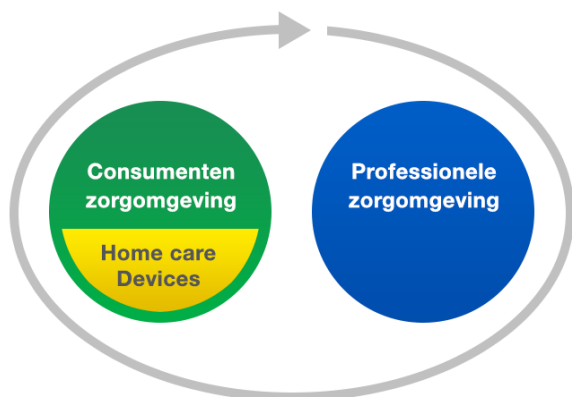 Consumenten
zorgomgeving
Home care
Devices
Professionele
zorgomgeving